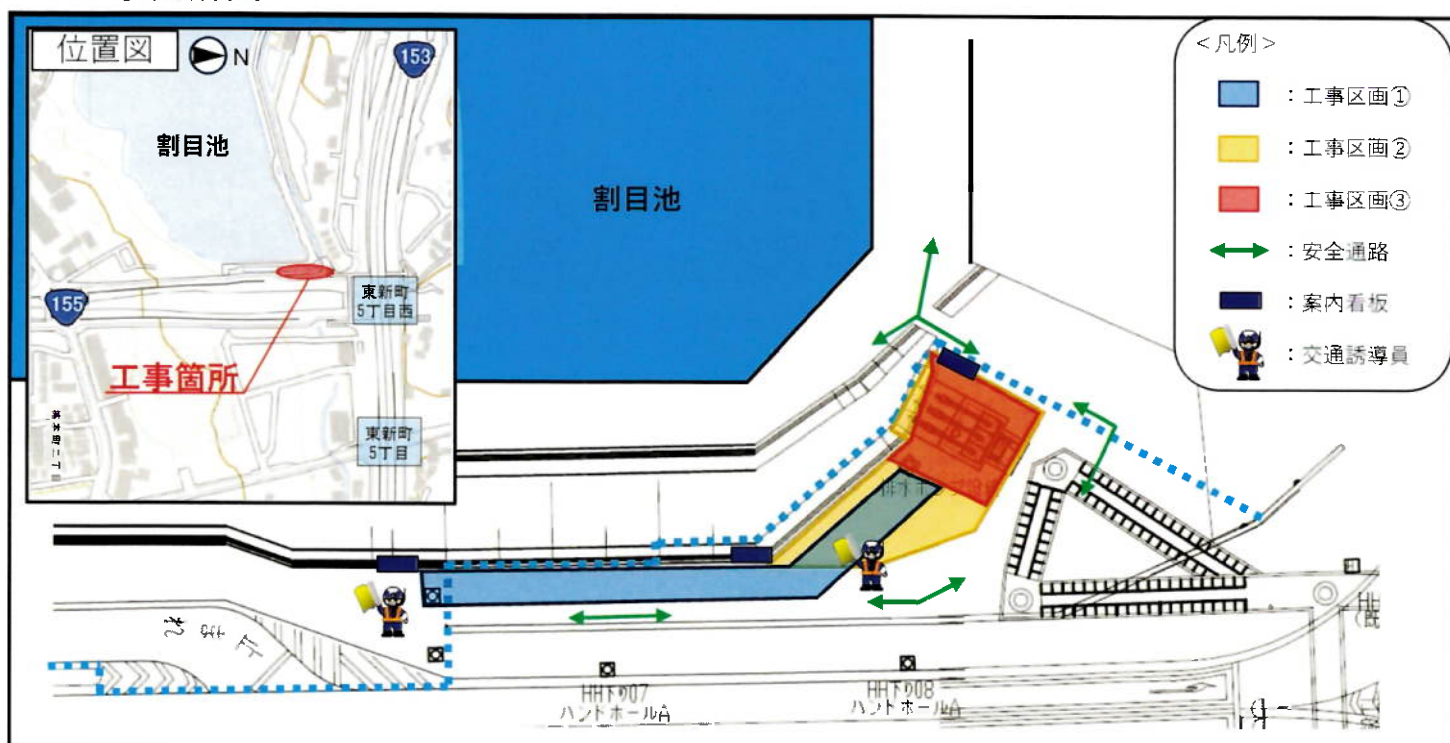 位置図
N
153
割目池
155
東新町
5丁目西
工事箇所
東新町
5丁目
割目池
<凡例>
：工事区画①
：工事区画②
：工事区画③
：安全通路
：案内看板
：交通誘導員
HH下り07
ハンドホールA
HH下り08
ハンドホールA